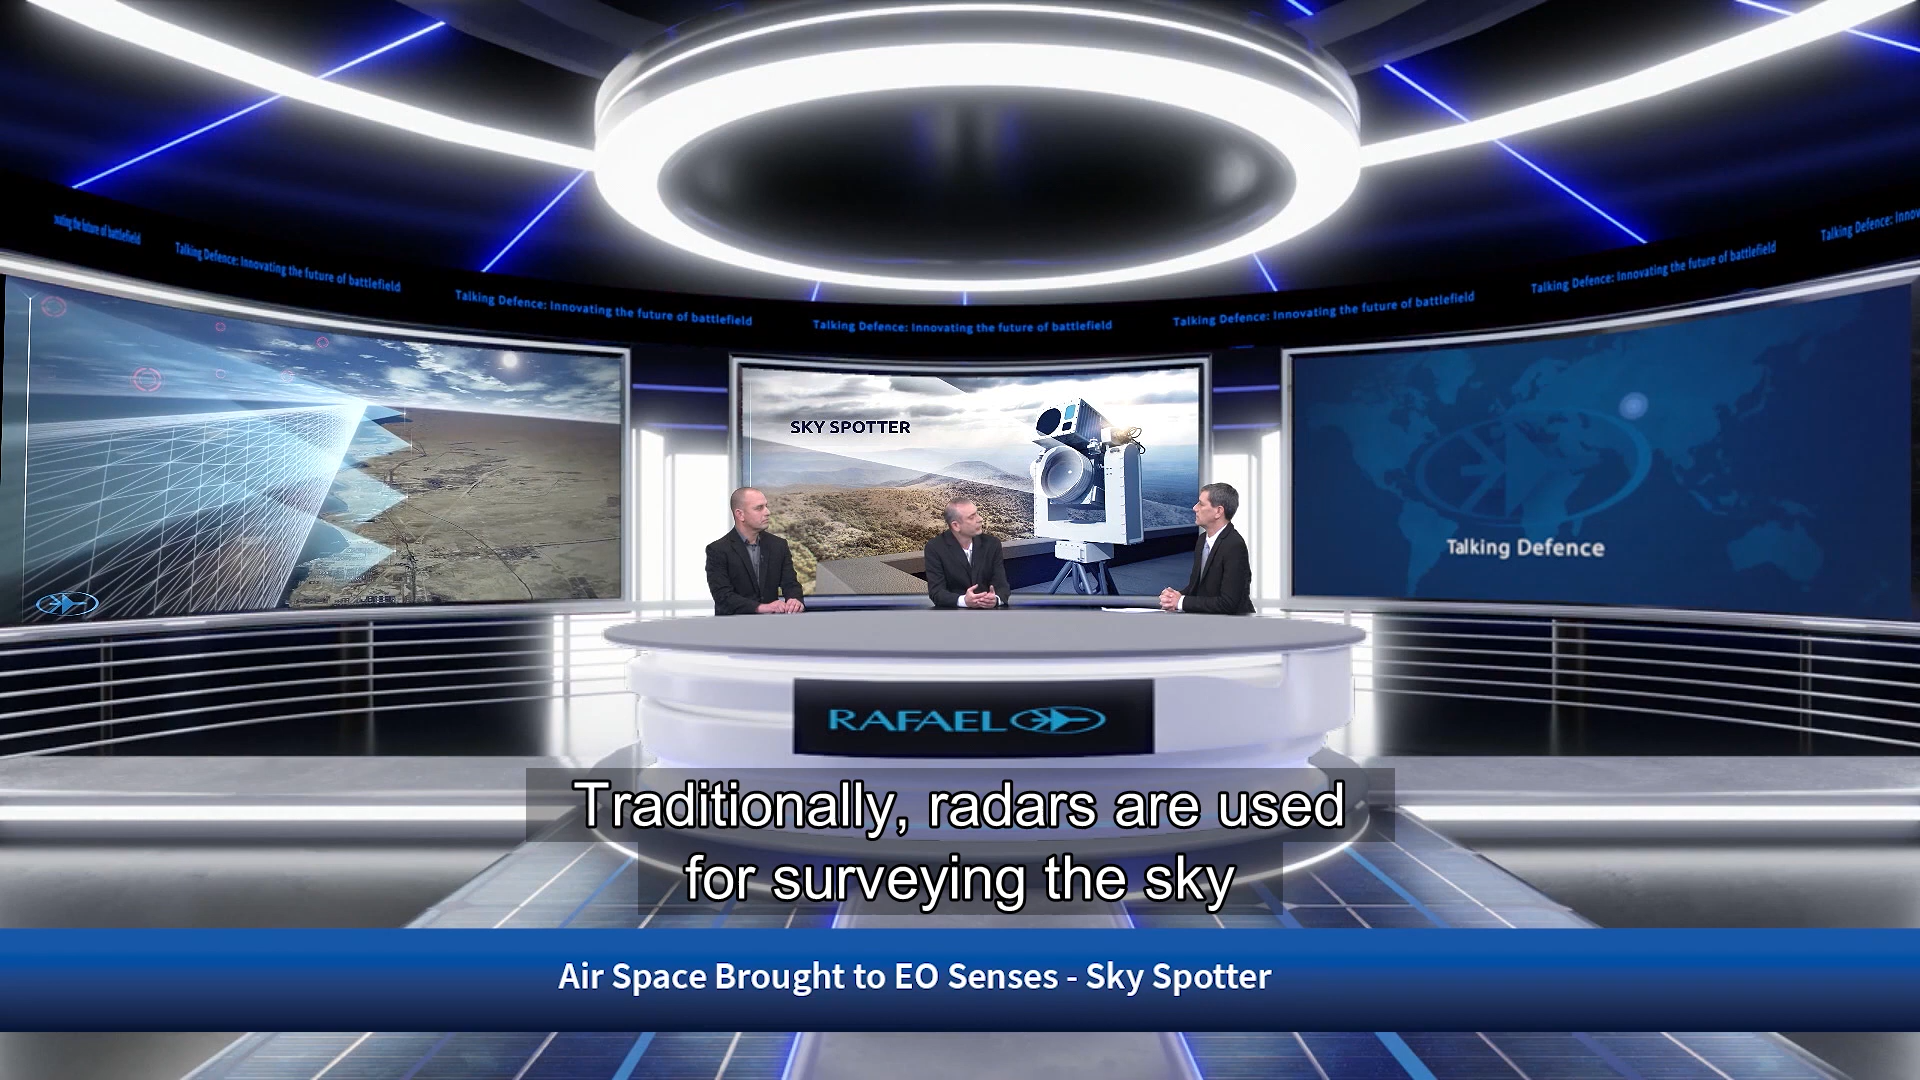 outing the future of battlefield
Talking Defence: Innovating the future of battlefield
Talking Defence: Innovating the future of battlefield
Talking Defence: Innovating the future of battlefield
Talking Defence: Innovating the future of battlefield
Talking Defence: Innovating the future of battlefield
Talking Defence: Innov
SKY SPOTTER
Talking Defence
RAFAEL
Traditionally, radars are used
for surveying the sky
Air Space Brought to EO Senses - Sky Spotter